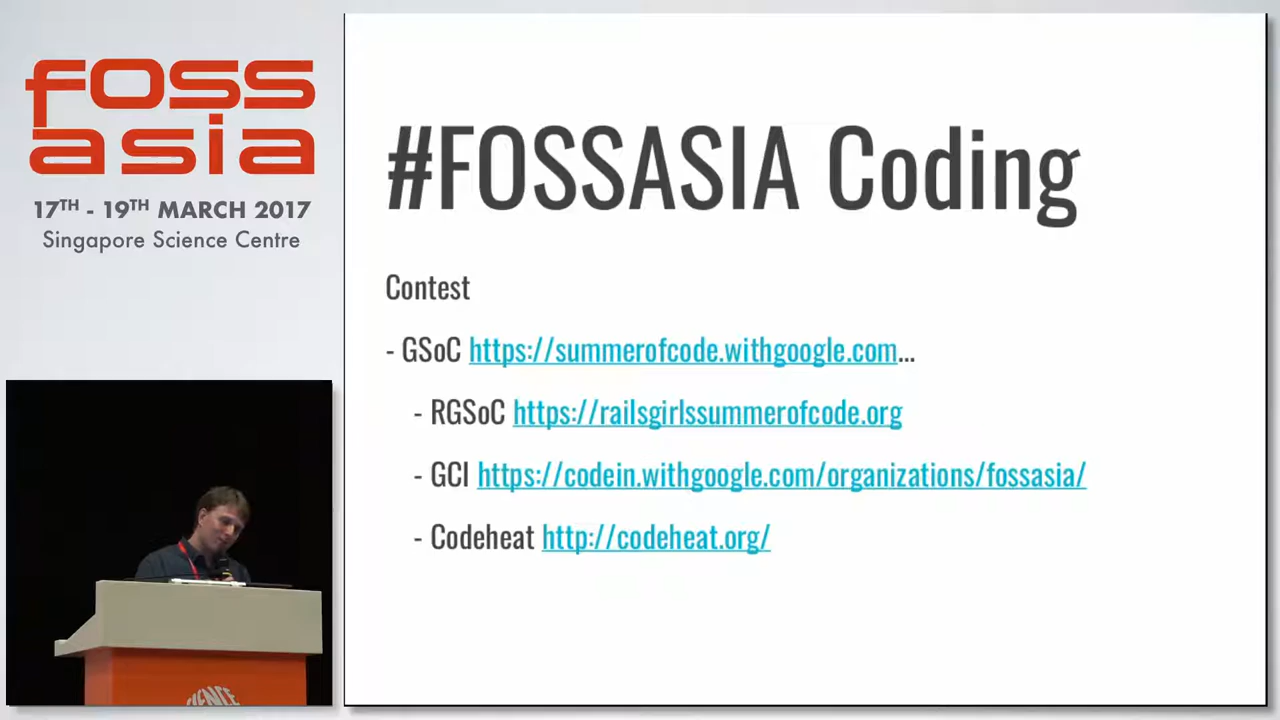 foss
asia
17TH - 19TH MARCH 2017
Singapore Science Centre
#FOSSASIA Coding
Contest
- GSoC https://summerofcode.withgoogle.com...
- RGSoC https://railsgirlssummerofcode.org
- GCI https://codein.withgoogle.com/organizations/fossasia/
- Codeheat http://codeheat.org/